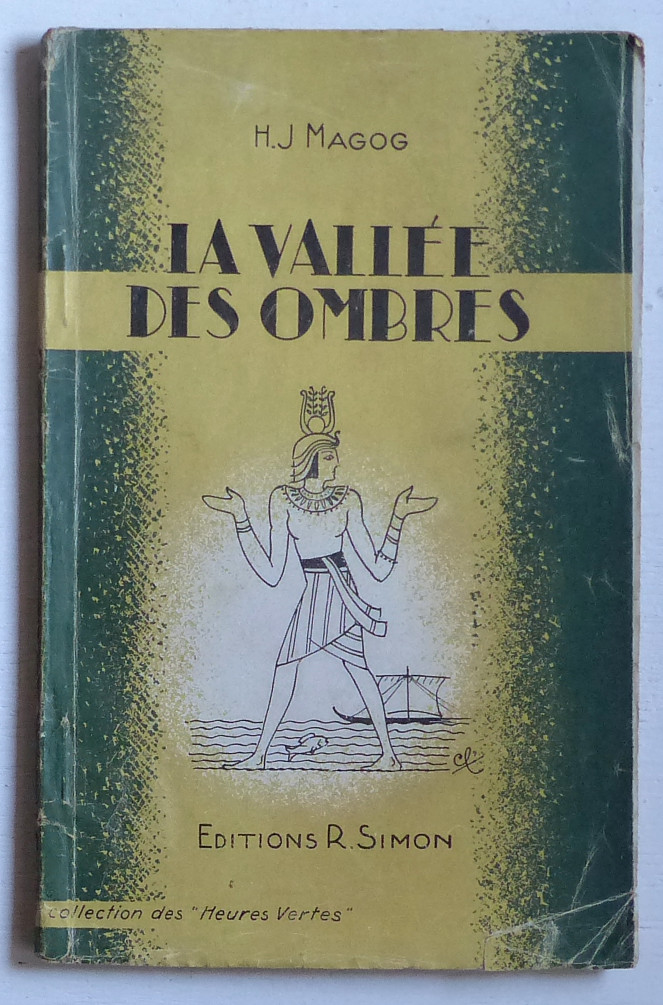 H.J MAGOG
LA VALLÉE
DES OMBRES
EDITIONS R. SIMON
Collection des "Heures Vertes"